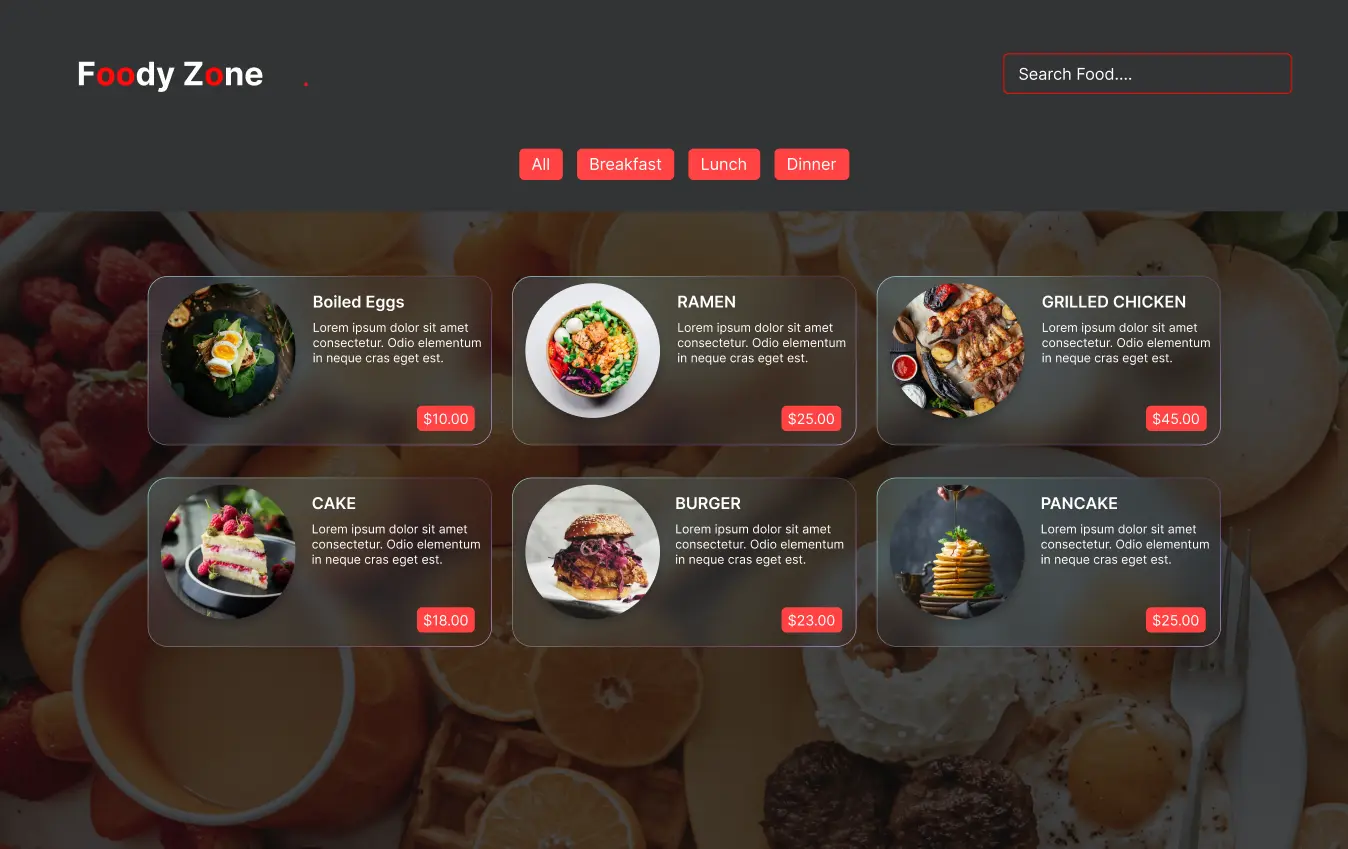 Foody Zone
Search Food....
All
Breakfast
Lunch
Dinner
Boiled Eggs
Lorem ipsum dolor sit amet
consectetur. Odio elementum
in neque cras eget est.
$10.00
RAMEN
Lorem ipsum dolor sit amet
consectetur. Odio elementum
in neque cras eget est.
$25.00
GRILLED CHICKEN
Lorem ipsum dolor sit amet
consectetur. Odio elementum
in neque cras eget est.
$45.00
CAKE
Lorem ipsum dolor sit amet
consectetur. Odio elementum
in neque cras eget est.
$18.00
BURGER
Lorem ipsum dolor sit amet
consectetur. Odio elementum
in neque cras eget est.
$23.00
PANCAKE
Lorem ipsum dolor sit amet
consectetur. Odio elementum
in neque cras eget est.
$25.00